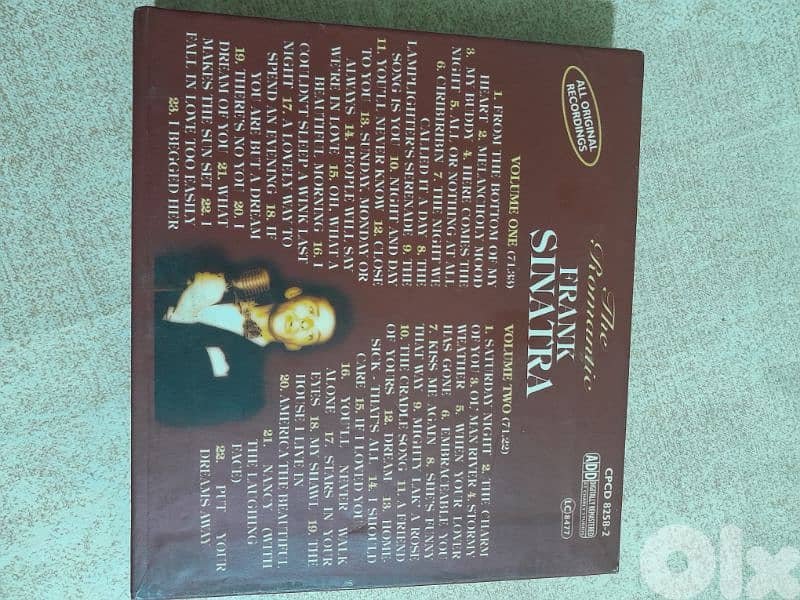 ALL ORIGINAL
RECORDINGS
The
Romantic
FRANK
SINATRA
CPCD 8258-2
ADD
DIGITALLY REMASTERED
LC 8477
VOLUME ONE (71.33)
1. FROM THE BOTTOM OF MY
HEART 2. MELANCHOLY MOOD
3. MY BUDDY 4. HERE COMES THE
NIGHT 5. ALL OR NOTHING AT ALL
6. CIRIBIRIBIN 7. THE NIGHT WE
CALLED IT A DAY 8. THE
LAMPLIGHTER'S SERENADE 9. THE
SONG IS YOU 10. NIGHT AND DAY
11. YOU'LL NEVER KNOW 12. CLOSE
TO YOU 13. SUNDAY, MONDAY OR
ALWAYS 14. PEOPLE WILL SAY
WE'RE IN LOVE 15. OH, WHAT A
BEAUTIFUL MORNING 16. I
COULDN'T SLEEP A WINK LAST
NIGHT 17. A LOVELY WAY TO
SPEND AN EVENING 18. IF
YOU ARE BUT A DREAM
19. THERE'S NO YOU 20. I
DREAM OF YOU 21. WHAT
MAKES THE SUN SET 22. I
FALL IN LOVE TOO EASILY
23. I BEGGED HER
VOLUME TWO (71.22)
1. SATURDAY NIGHT 2. THE CHARM
OF YOU 3. OL' MAN RIVER 4. STORMY
WEATHER 5. WHEN YOUR LOVER
HAS GONE 6. EMBRACEABLE YOU
7. KISS ME AGAIN 8. SHE'S FUNNY
THAT WAY 9. MIGHTY LAK' A ROSE
10. THE CRADLE SONG 11. A FRIEND
OF YOURS 12. DREAM 13. HOME-
SICK - THAT'S ALL 14. I SHOULD
CARE 15. IF I LOVED YOU
16. YOU'LL NEVER WALK
ALONE 17. STARS IN YOUR
EYES 18. MY SHAWL 19. THE
HOUSE I LIVE IN
20. AMERICA THE BEAUTIFUL
21. NANCY (WITH
THE LAUGHING
FACE)
22. PUT YOUR
DREAMS AWAY
olx